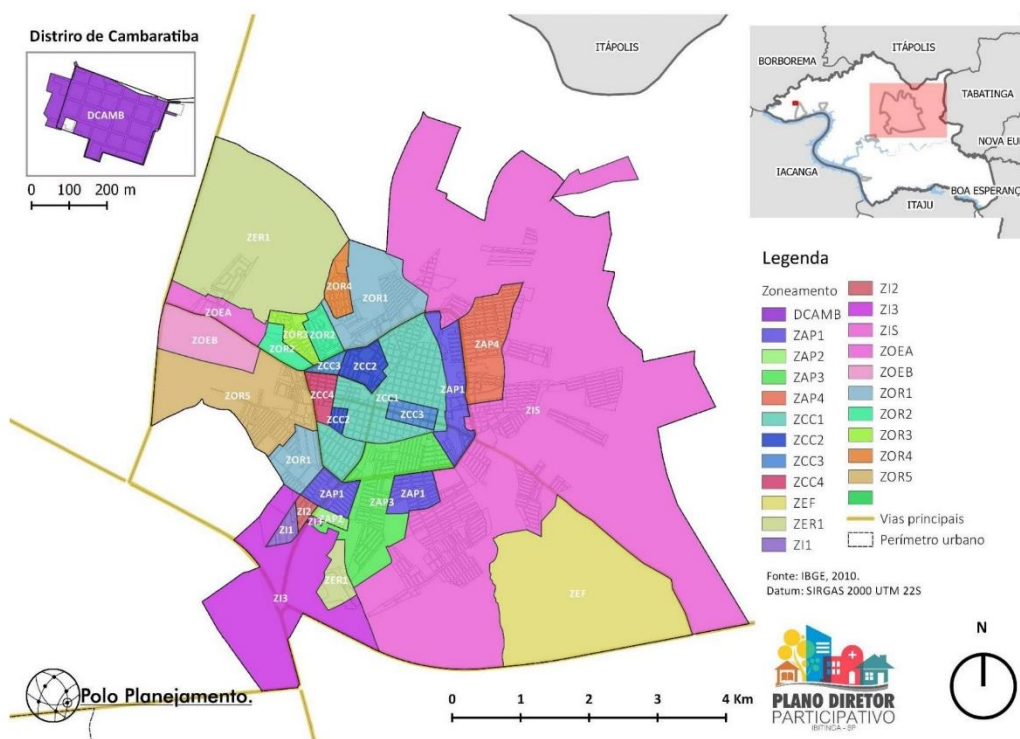 Distriro de Cambaratiba
DCAMB
0 100 200 m
ITÁPOLIS
BORBOREMA
ITÁPOLIS
TABATINGA
NOVA EU
IACANGA
BOA ESPERANÇ
ITAJU
ZER1
ZOR4
ZOR1
ZOEA
ZOR3
ZOR2
ZOR2
ZOEB
ZCC3
ZCC2
ZAP4
ZAP1
ZOR5
ZCC4
ZCC1
ZCC3
ZCC2
ZIS
ZOR1
ZAP1
ZAP3
ZAP1
ZI2
ZAP2
ZI3
ZI1
ZER1
ZI3
ZEF
Legenda
Zoneamento
DCAMB
ZAP1
ZAP2
ZAP3
ZAP4
ZCC1
ZCC2
ZCC3
ZCC4
ZEF
ZER1
ZI1
ZI2
ZI3
ZIS
ZOEA
ZOEB
ZOR1
ZOR2
ZOR3
ZOR4
ZOR5
Vias principais
Perímetro urbano
Fonte: IBGE, 2010.
Datum: SIRGAS 2000 UTM 22S
N
PLANO DIRETOR
PARTICIPATIVO
IBITINGA - SP
Polo Planejamento.
0 1 2 3 4 Km